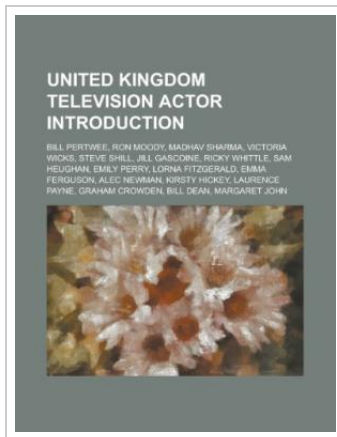 UNITED KINGDOM
TELEVISION ACTOR
INTRODUCTION
BILL PERTWEE, RON MOODY, MADHAV SHARMA, VICTORIA
WICKS, STEVE SHILL, JILL GASCOINE, RICKY WHITTLE, SAM
HEUGHAN, EMILY PERRY, LORNA FITZGERALD, EMMA
FERGUSON, ALEC NEWMAN, KIRSTY HICKEY, LAURENCE
PAYNE, GRAHAM CROWDEN, BILL DEAN, MARGARET JOHN